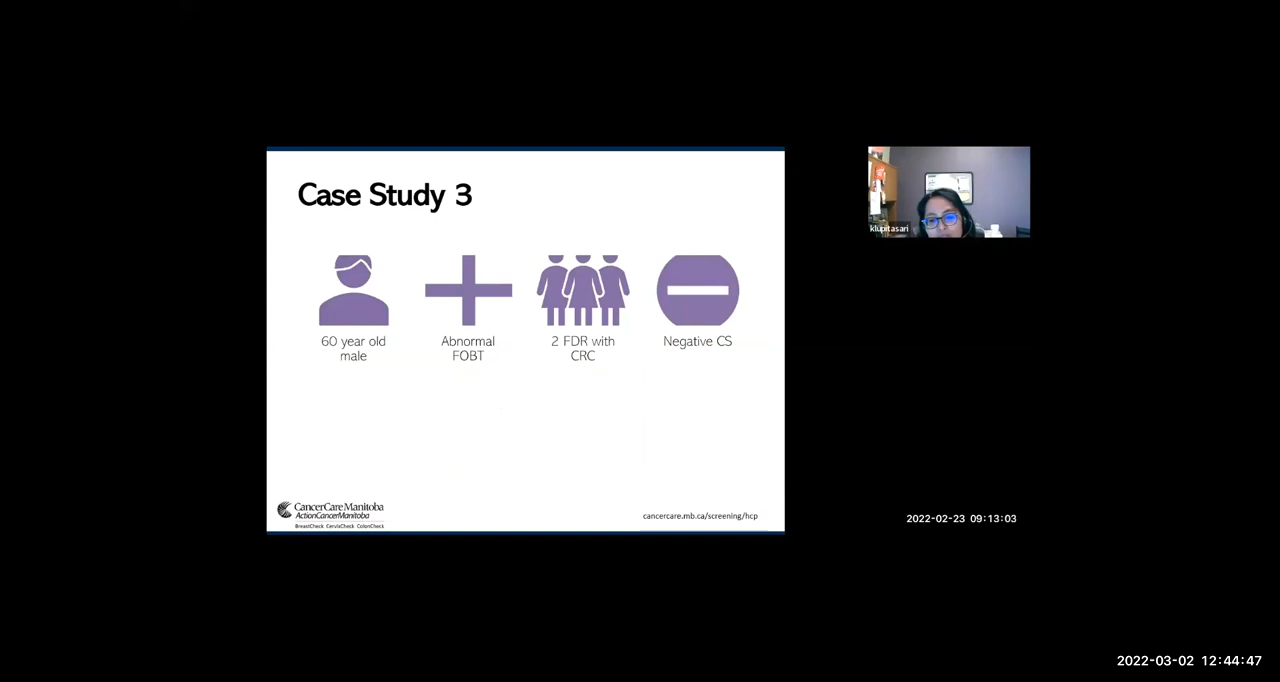 Case Study 3
60 year old
male
Abnormal
FOBT
2 FDR with
CRC
Negative CS
CancerCare Manitoba
ActionCancerManitoba
BreastCheck CervixCheck ColonCheck
cancercare.mb.ca/screening/hcp
klupitasari
2022-02-23 09:13:03
2022-03-02 12:44:47